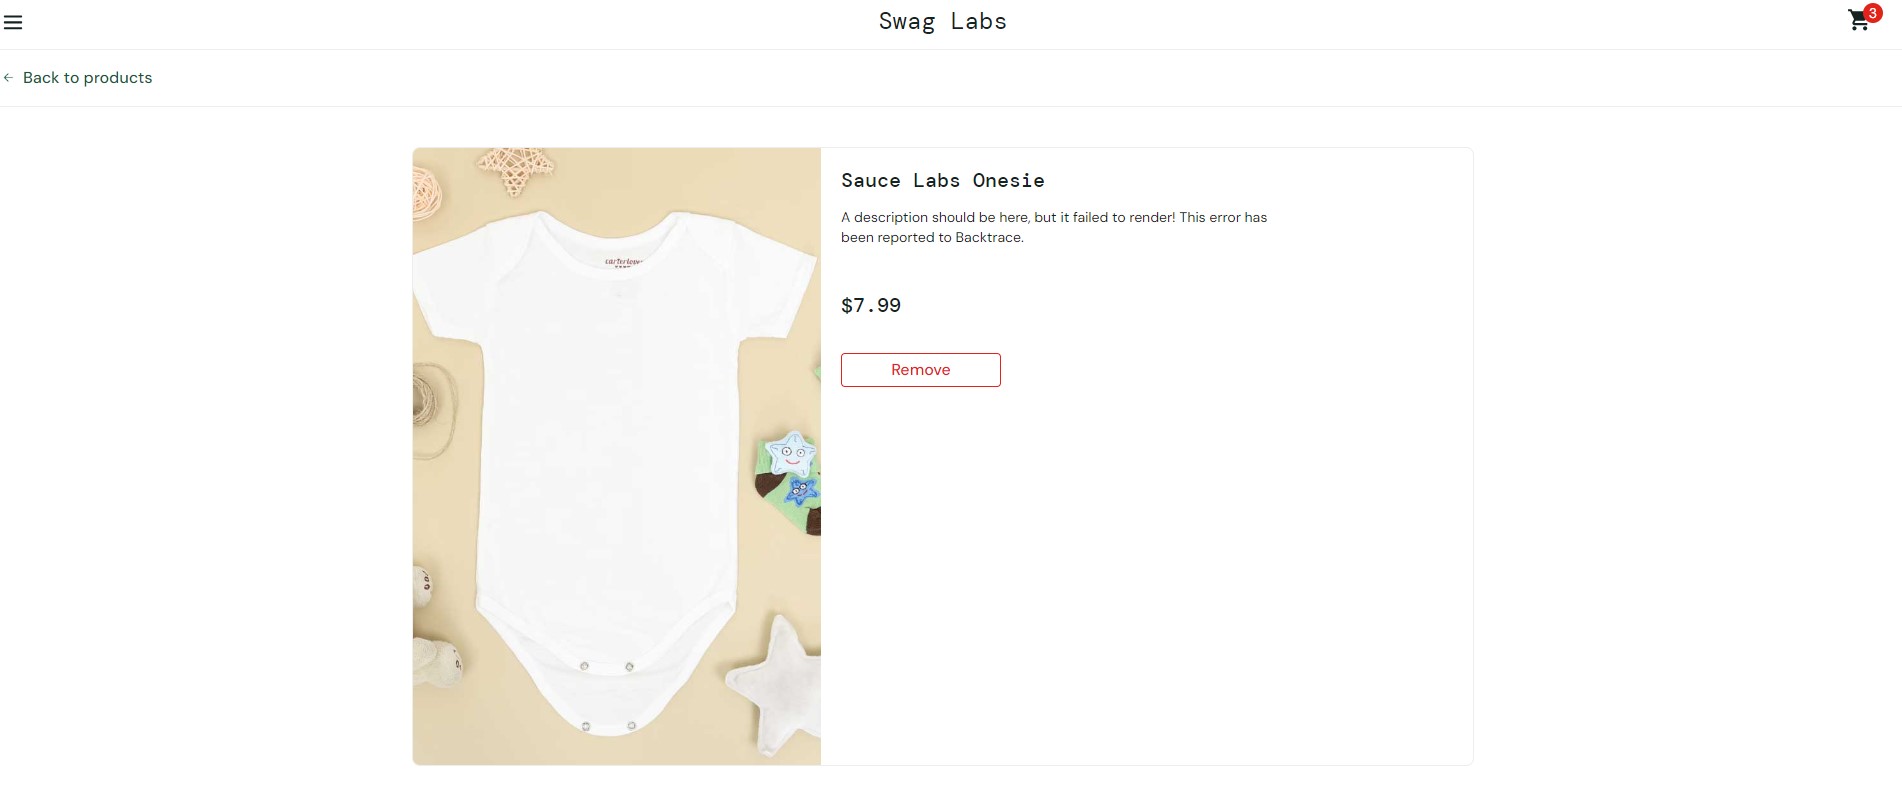 Swag Labs
3
Back to products
Sauce Labs Onesie
A description should be here, but it failed to render! This error has
been reported to Backtrace.
$7.99
Remove